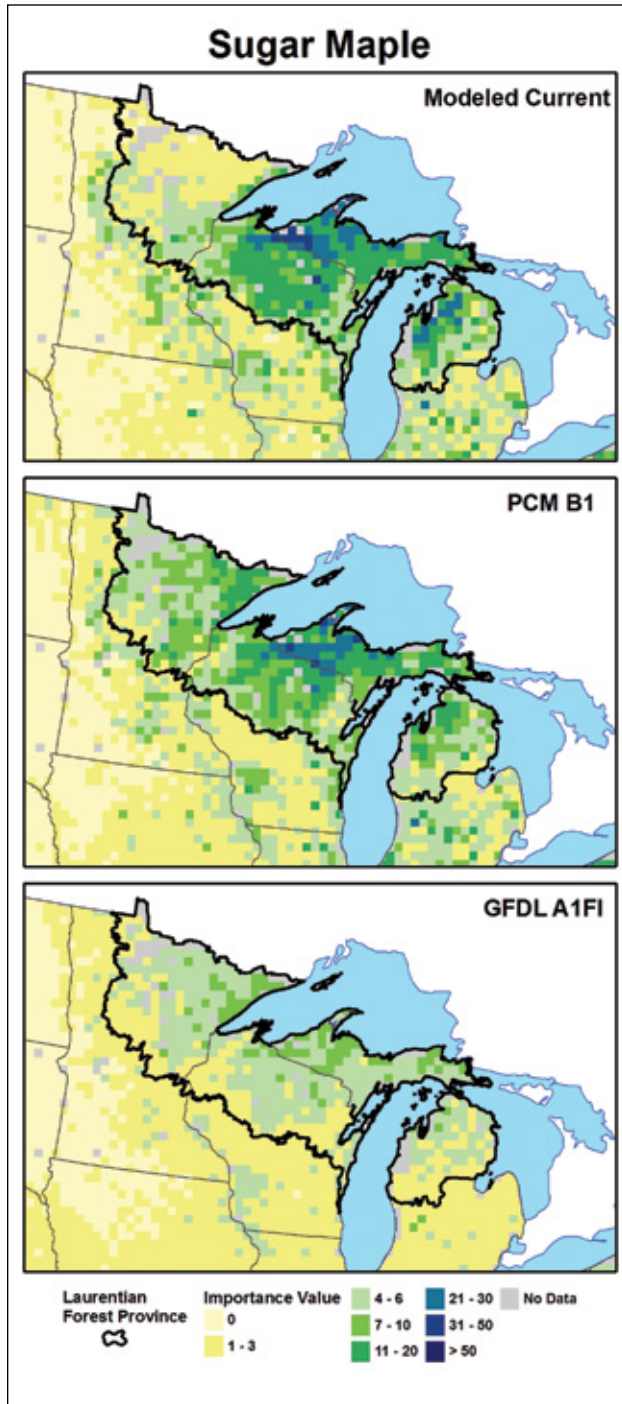 Sugar Maple
Modeled Current
PCM B1
GFDL A1FI
Laurentian
Forest Province
Importance Value
0
1 - 3
4 - 6
7 - 10
11 - 20
21 - 30
31 - 50
> 50
No Data